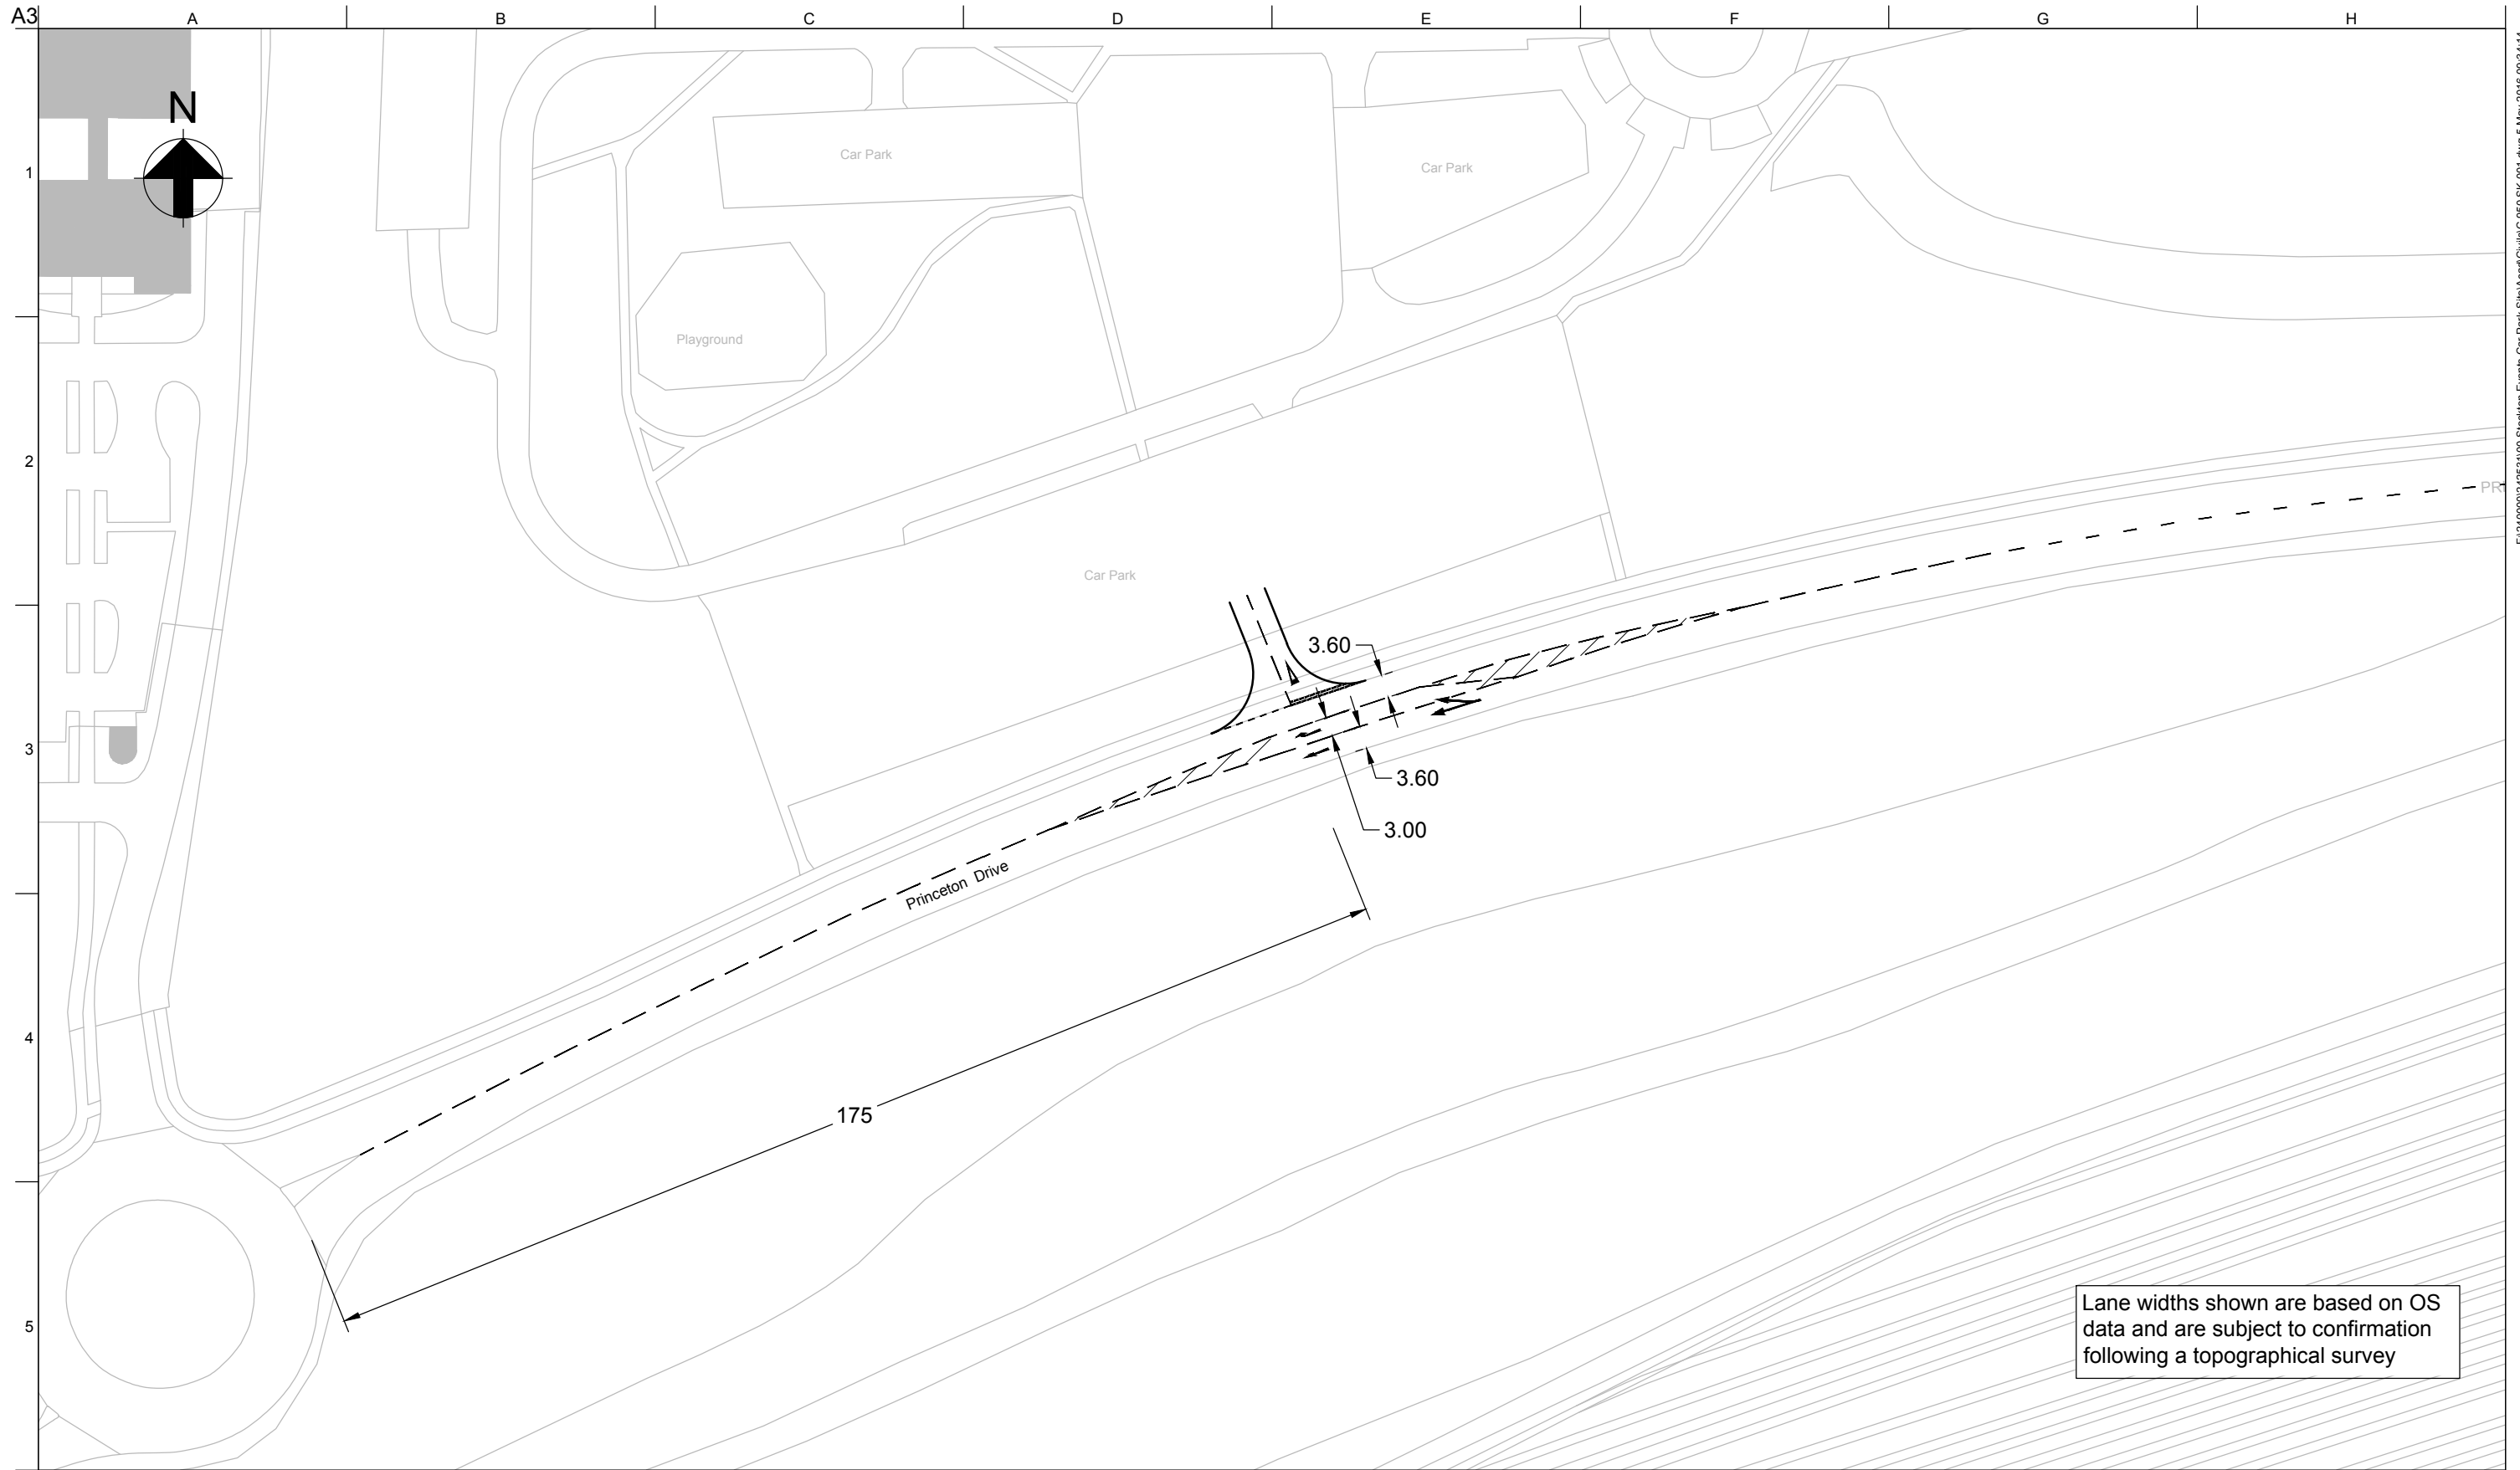 A3
A
B
C
D
E
F
G
H
N
1
Car Park
Car Park
Playground
2
PRI
Car Park
3.60
3
3.60
3.00
Princeton Drive
4
175
5
Lane widths shown are based on OS
data and are subject to confirmation
following a topographical survey